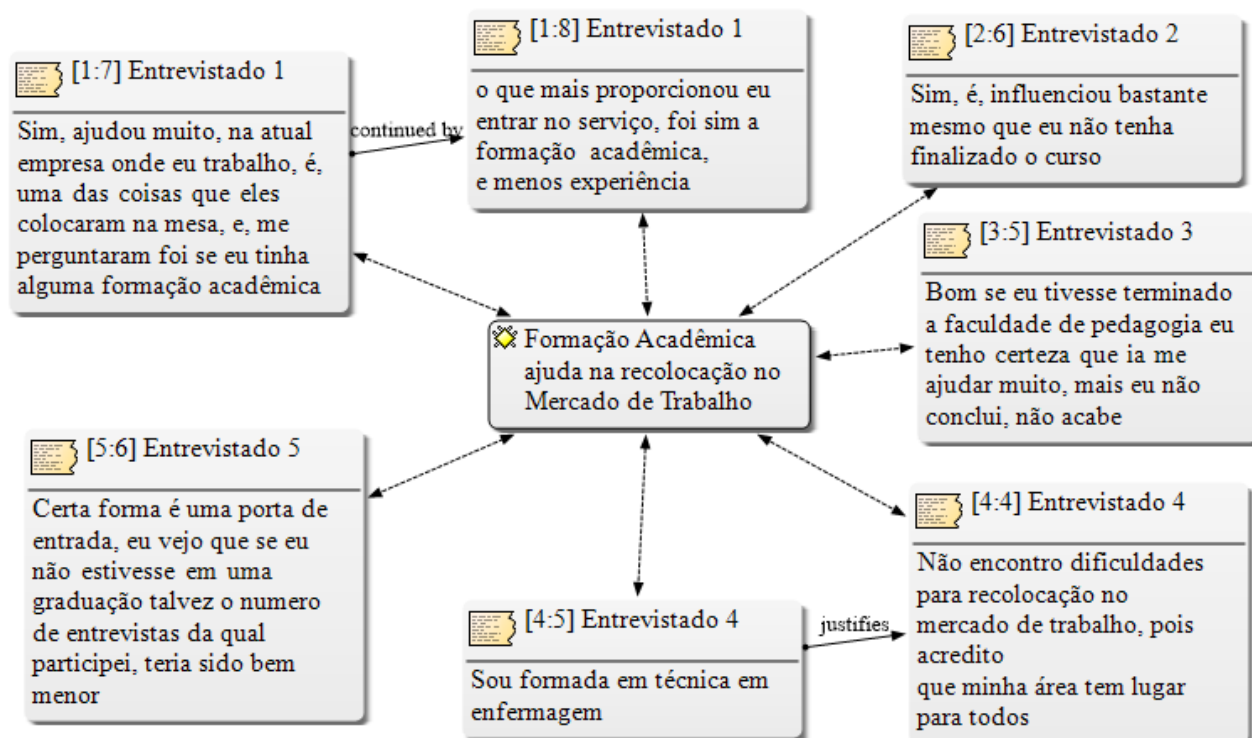 [1:7] Entrevistado 1
Sim, ajudou muito, na atual
empresa onde eu trabalho, é,
uma das coisas que eles
colocaram na mesa, e, me
perguntaram foi se eu tinha
alguma formação acadêmica
continued by
[1:8] Entrevistado 1
o que mais proporcionou eu
entrar no serviço, foi sim a
formação acadêmica,
e menos experiência
[2:6] Entrevistado 2
Sim, é, influenciou bastante
mesmo que eu não tenha
finalizado o curso
[3:5] Entrevistado 3
Bom se eu tivesse terminado
a faculdade de pedagogia eu
tenho certeza que ia me
ajudar muito, mais eu não
conclui, não acabe
Formação Acadêmica
ajuda na recolocação no
Mercado de Trabalho
[5:6] Entrevistado 5
Certa forma é uma porta de
entrada, eu vejo que se eu
não estivesse em uma
graduação talvez o numero
de entrevistas da qual
participei, teria sido bem
menor
[4:5] Entrevistado 4
Sou formada em técnica em
enfermagem
justifies
[4:4] Entrevistado 4
Não encontro dificuldades
para recolocação no
mercado de trabalho, pois
acredito
que minha área tem lugar
para todos